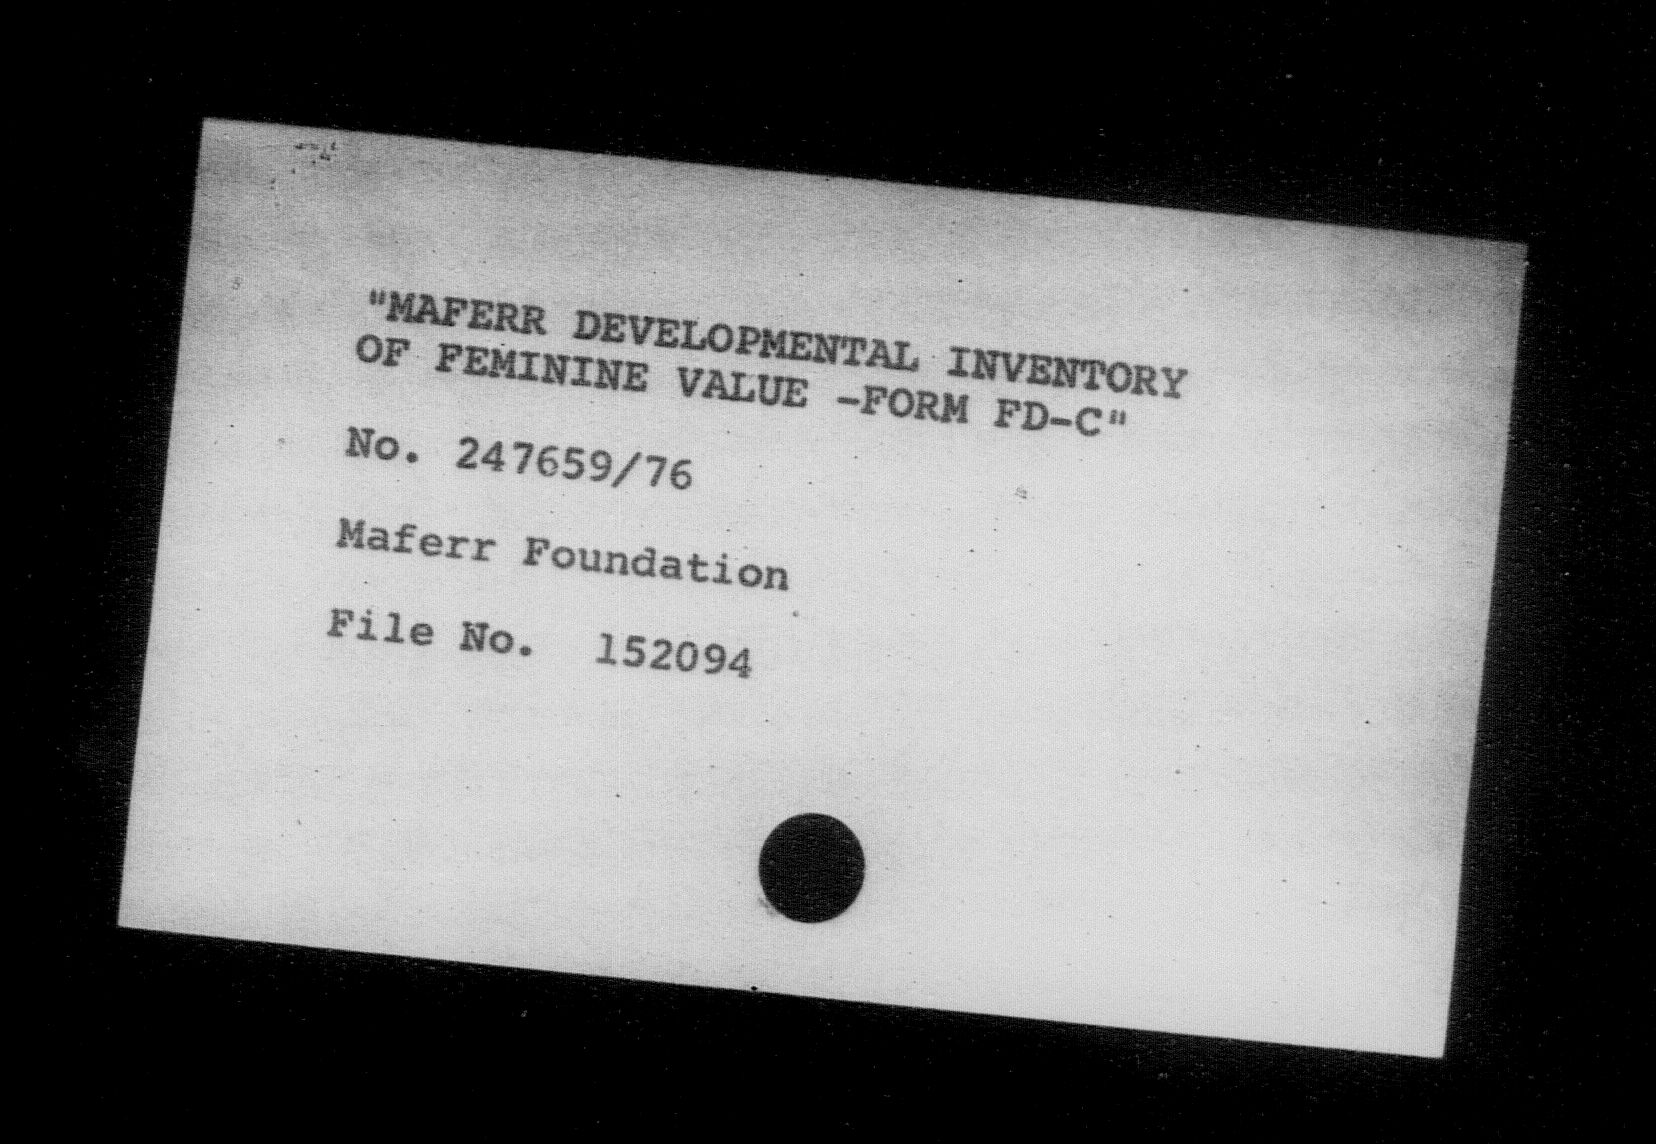 "MAFERR DEVELOPMENTAL INVENTORY
OF FEMININE VALUE -FORM FD-C"
No. 247659/76
Maferr Foundation
File No. 152094